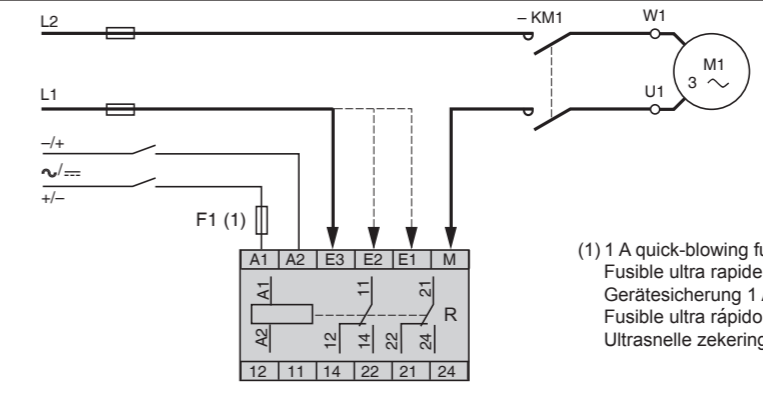 L2
– KM1
W1
M1
3 ~
L1
U1
–/+
~/⎓
+/–
F1 (1)
A1 A2 E3 E2 E1 M
A1
11
21
R
A2
12
14
22
24
12 11 14 22 21 24
(1) 1 A quick-blowing
Fusible ultra rapide
Gerätesicherung 1
Fusible ultra rápido
Ultrasnelle zekering